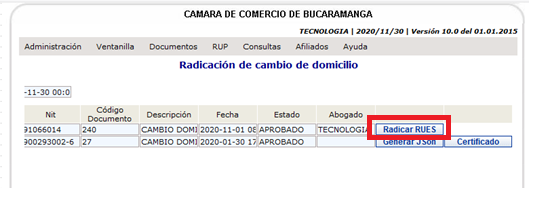 CAMARA DE COMERCIO DE BUCARAMANGA
TECNOLOGIA | 2020/11/30 | Versión 10.0 del 01.01.2015
Administración Ventanilla Documentos RUP Consultas Afiliados Ayuda
Radicación de cambio de domicilio
-11-30 00:0
Nit Código Documento Descripción Fecha Estado Abogado
91066014 240 CAMBIO DOMI 2020-11-01 08 APROBADO TECNOLOGIA Radicar RUES
900293002-6 27 CAMBIO DOMI 2020-01-30 17 APROBADO Generar JSon Certificado